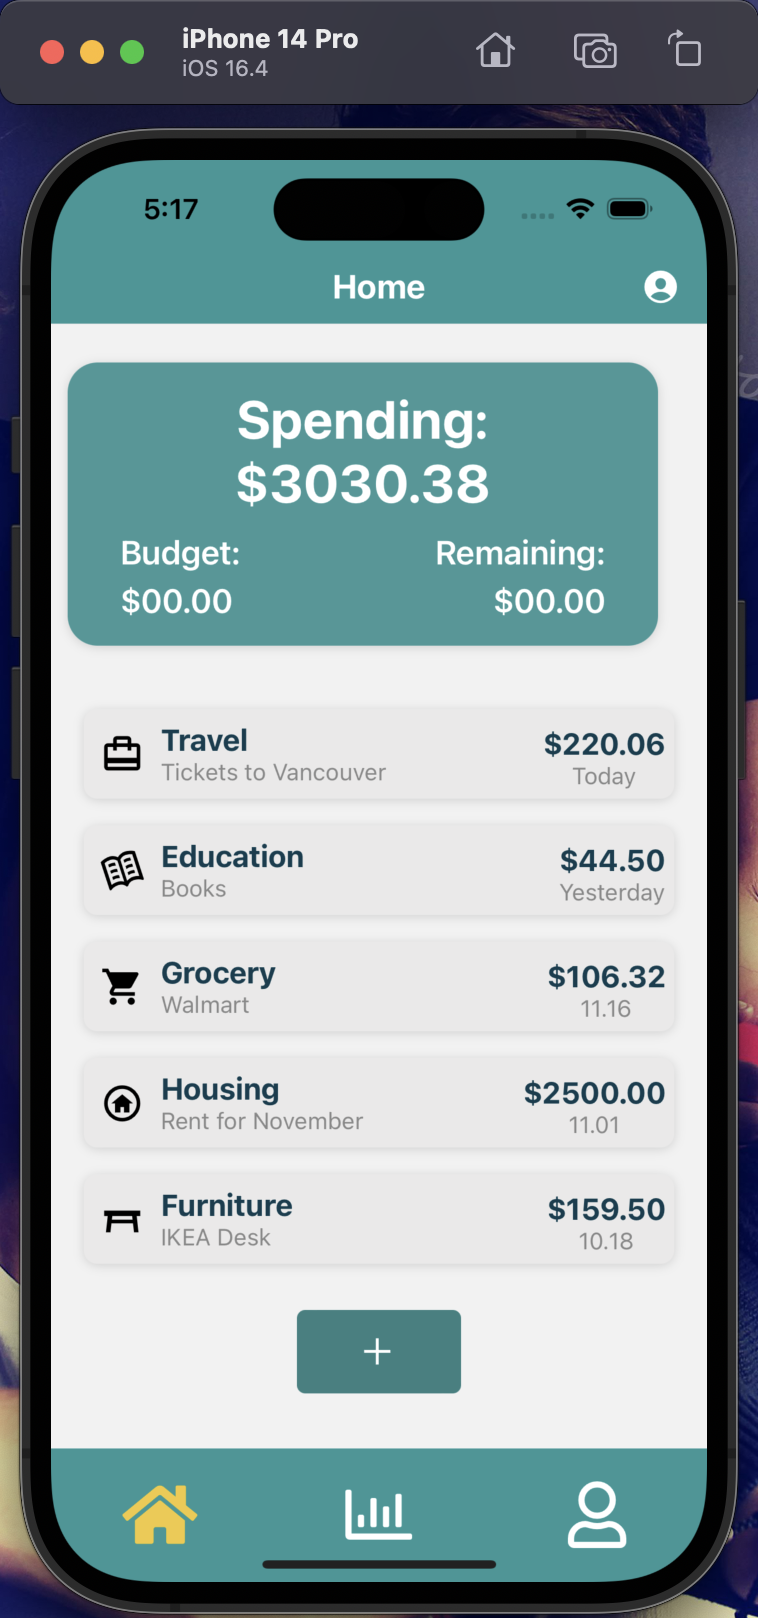 iPhone 14 Pro
iOS 16.4
5:17
Home
Spending:
$3030.38
Budget:
Remaining:
$00.00
$00.00
Travel
$220.06
Tickets to Vancouver
Today
Education
$44.50
Books
Yesterday
Grocery
$106.32
Walmart
11.16
Housing
$2500.00
Rent for November
11.01
Furniture
$159.50
IKEA Desk
10.18
+